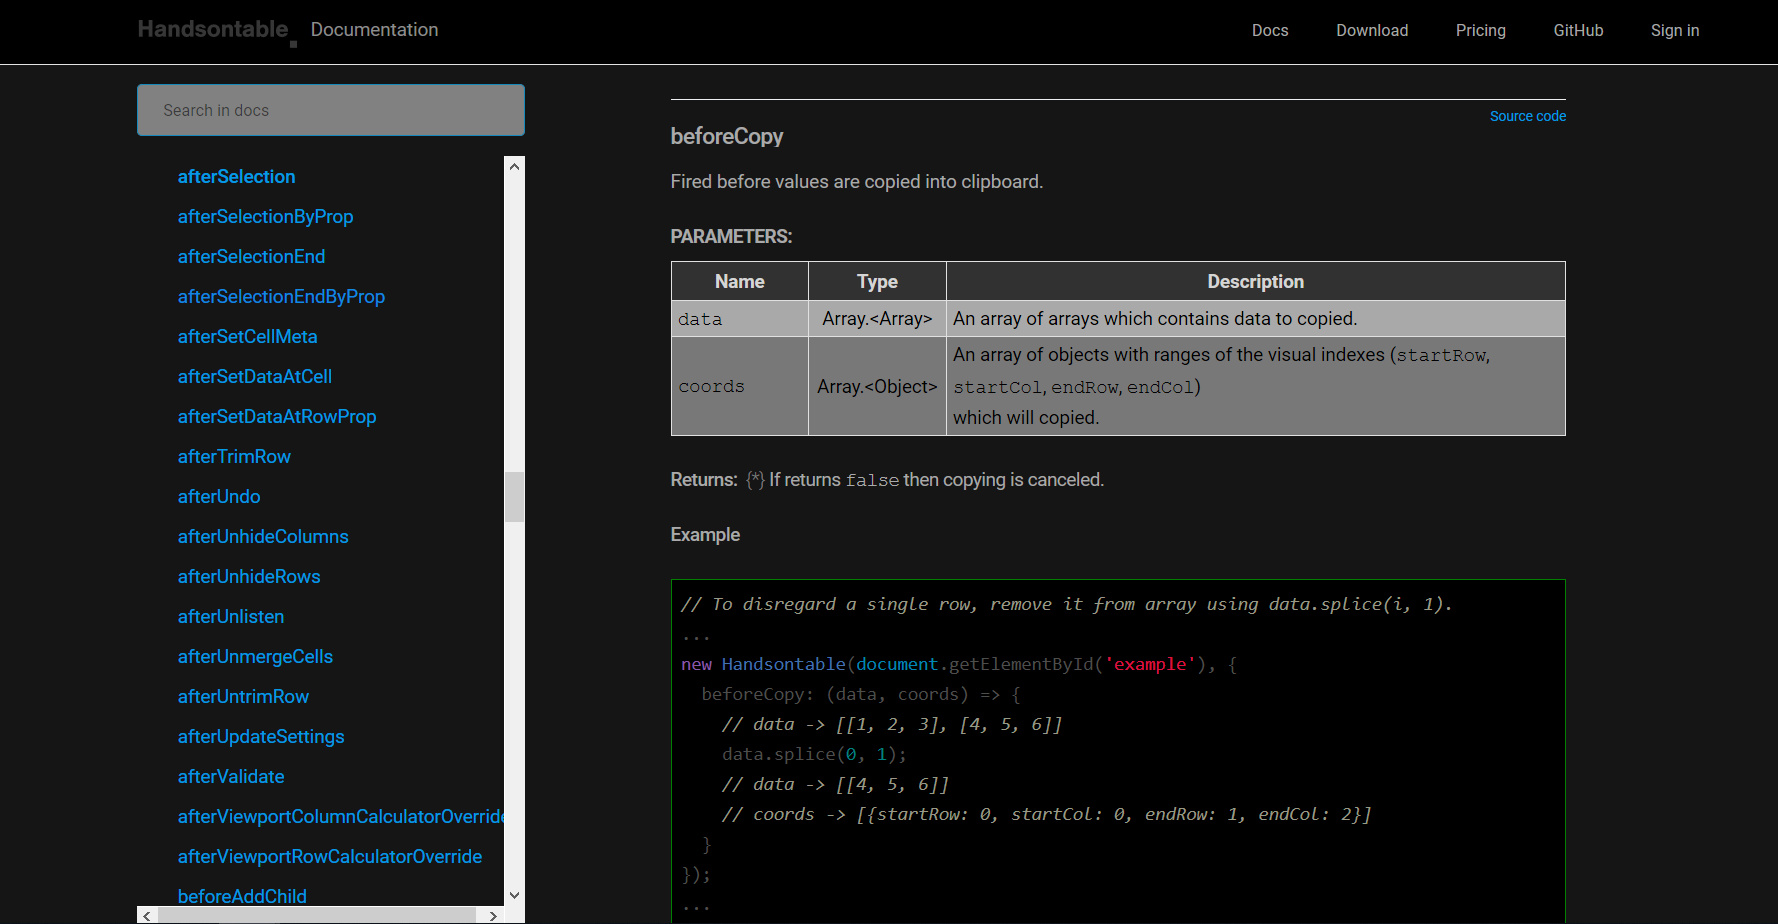 Handsontable Documentation
Docs Download Pricing GitHub Sign in
Search in docs
afterSelection
afterSelectionByProp
afterSelectionEnd
afterSelectionEndByProp
afterSetCellMeta
afterSetDataAtCell
afterSetDataAtRowProp
afterTrimRow
afterUndo
afterUnhideColumns
afterUnhideRows
afterUnlisten
afterUnmergeCells
afterUntrimRow
afterUpdateSettings
afterValidate
afterViewportColumnCalculatorOverride
afterViewportRowCalculatorOverride
beforeAddChild
Source code
beforeCopy
Fired before values are copied into clipboard.
PARAMETERS:
Name Type Description
data Array.<Array> An array of arrays which contains data to copied.
coords Array.<Object> An array of objects with ranges of the visual indexes (startRow,
startCol, endRow, endCol)
which will copied.
Returns: {*} If returns false then copying is canceled.
Example
// To disregard a single row, remove it from array using data.splice(i, 1).
...
new Handsontable(document.getElementById('example'), {
  beforeCopy: (data, coords) => {
    // data -> [[1, 2, 3], [4, 5, 6]]
    data.splice(0, 1);
    // data -> [[4, 5, 6]]
    // coords -> [{startRow: 0, startCol: 0, endRow: 1, endCol: 2}]
  }
});
...